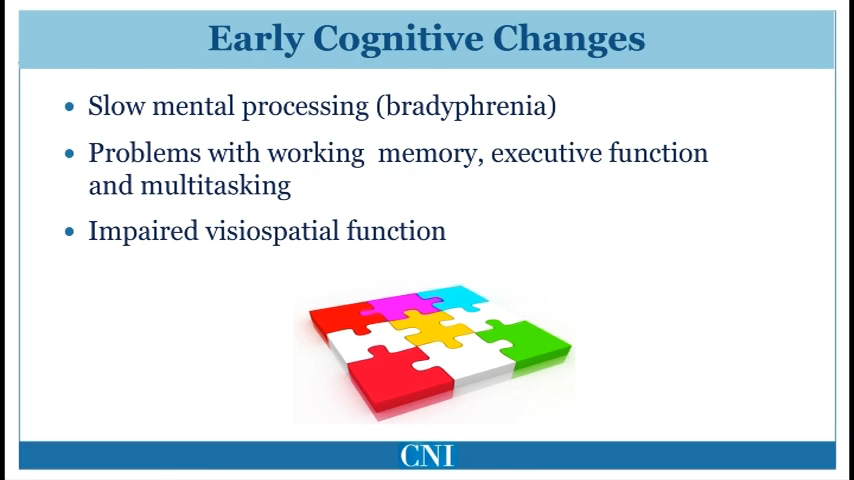 Early Cognitive Changes
• Slow mental processing (bradyphrenia)
• Problems with working memory, executive function
and multitasking
• Impaired visiospatial function
CNI